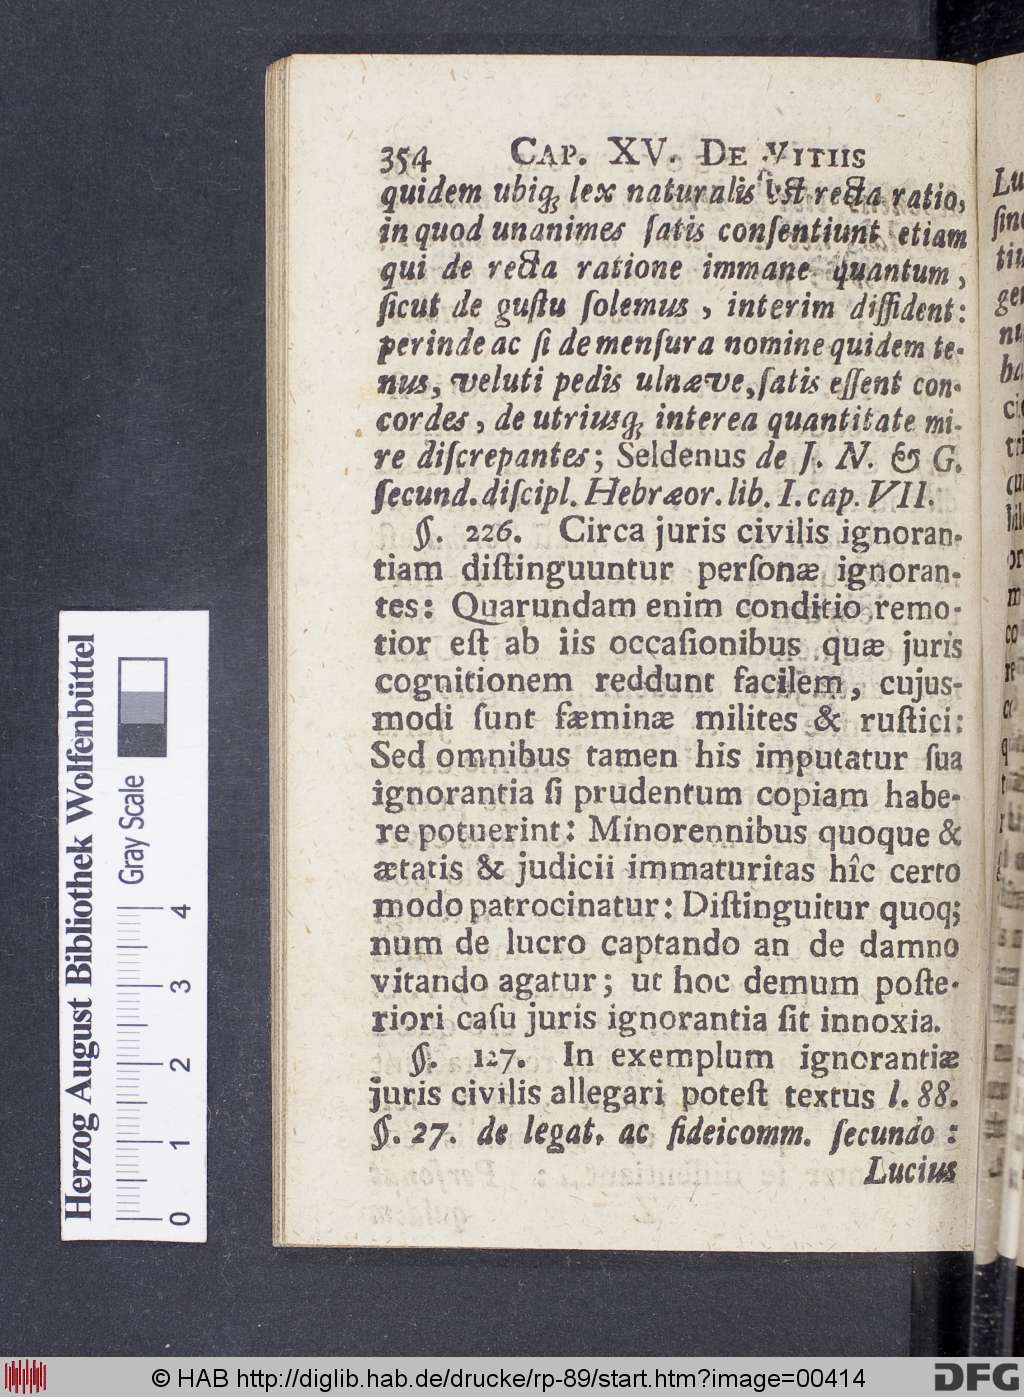 354 CAP. XV. DE VITIIS
quidem ubiq; lex naturalis est recta ratio,
in quod unanimes ſatis conſentiunt etiam
qui de recta ratione immane quantum,
ſicut de guſtu ſolemus, interim diſſident:
perinde ac ſi de menſura nomine quidem te-
nus, veluti pedis ulnæve, ſatis eſſent con-
cordes, de utriusq; interea quantitate mi-
re diſcrepantes; Seldenus de J. N. & G.
ſecund. diſcipl. Hebræor. lib. I. cap. VII.
§. 226. Circa juris civilis ignoran-
tiam diſtinguuntur perſonæ ignoran-
tes: Quarundam enim conditio remo-
tior eſt ab iis occaſionibus quæ juris
cognitionem reddunt facilem, cujus-
modi ſunt fæminæ milites & ruſtici:
Sed omnibus tamen his imputatur ſua
ignorantia ſi prudentum copiam habe-
re potuerint: Minorennibus quoque &
ætatis & judicii immaturitas hîc certo
modo patrocinatur: Diſtinguitur quoq;
num de lucro captando an de damno
vitando agatur; ut hoc demum poſte-
riori caſu juris ignorantia ſit innoxia.
§. 127. In exemplum ignorantiæ
juris civilis allegari poteſt textus l. 88.
§. 27. de legat. ac fideicomm. ſecundo:
Lucius
Herzog August Bibliothek Wolfenbüttel
Gray Scale
0 1 2 3 4
© HAB http://diglib.hab.de/drucke/rp-89/start.htm?image=00414
DFG